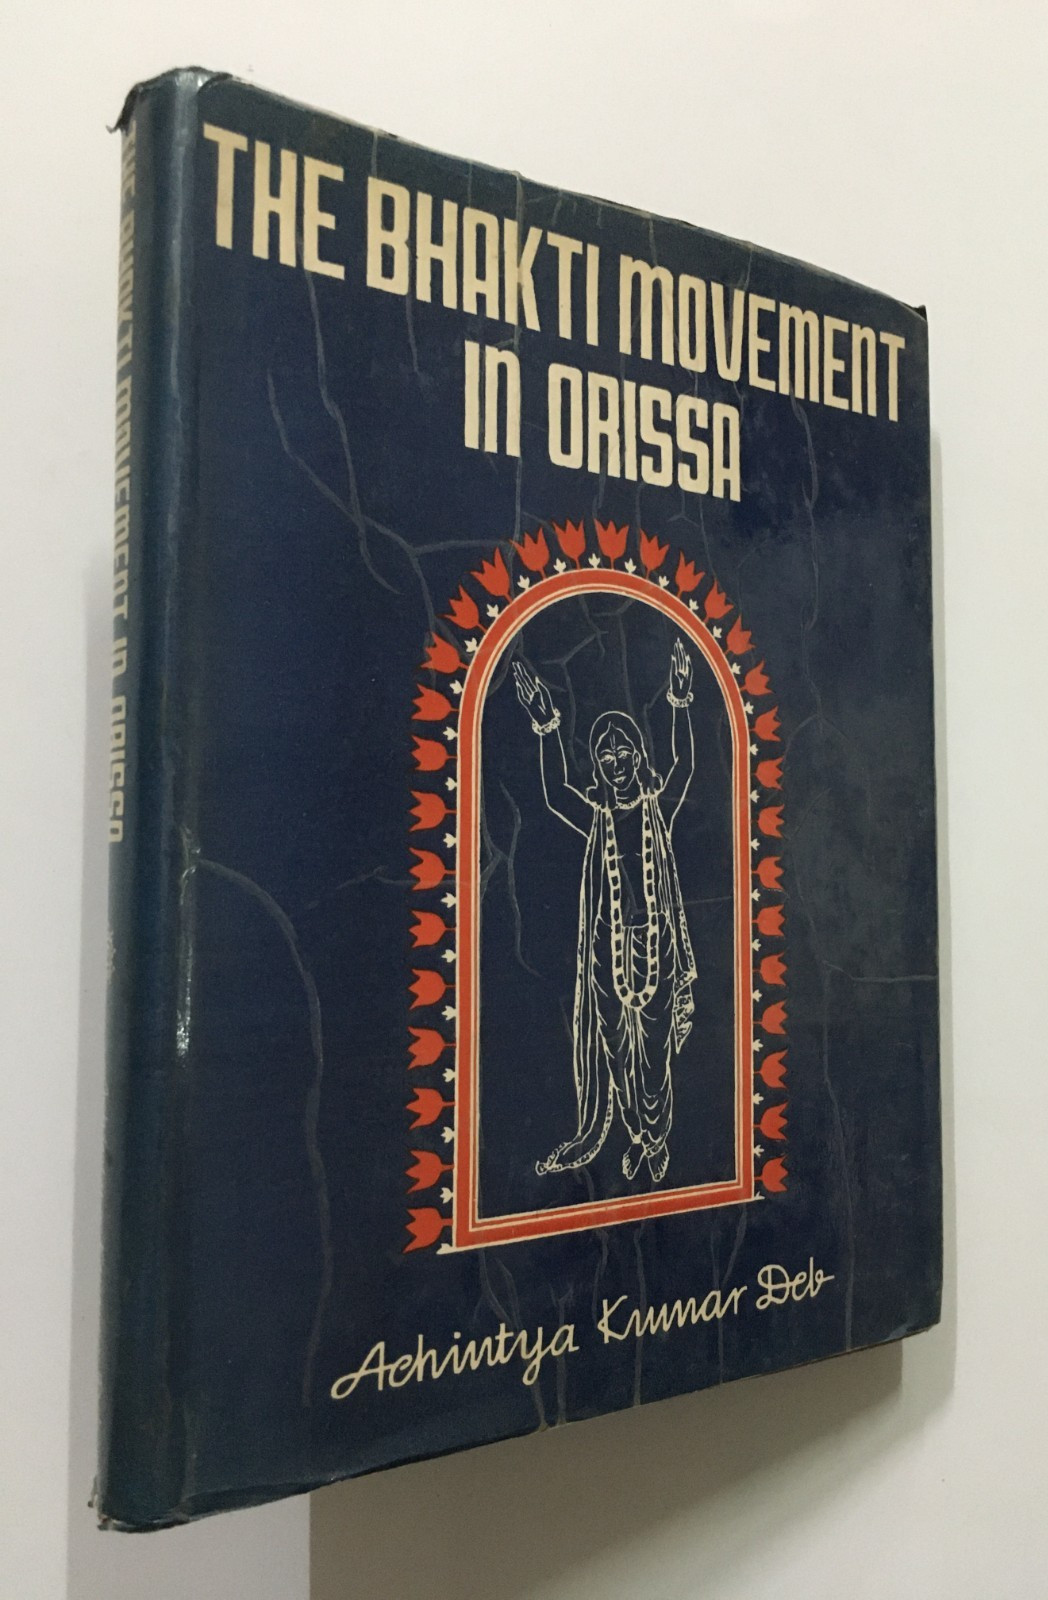 THE BHAKTI MOVEMENT
IN ORISSA
Achintya Kumar Deb
THE BHAKTI MOVEMENT IN ORISSA